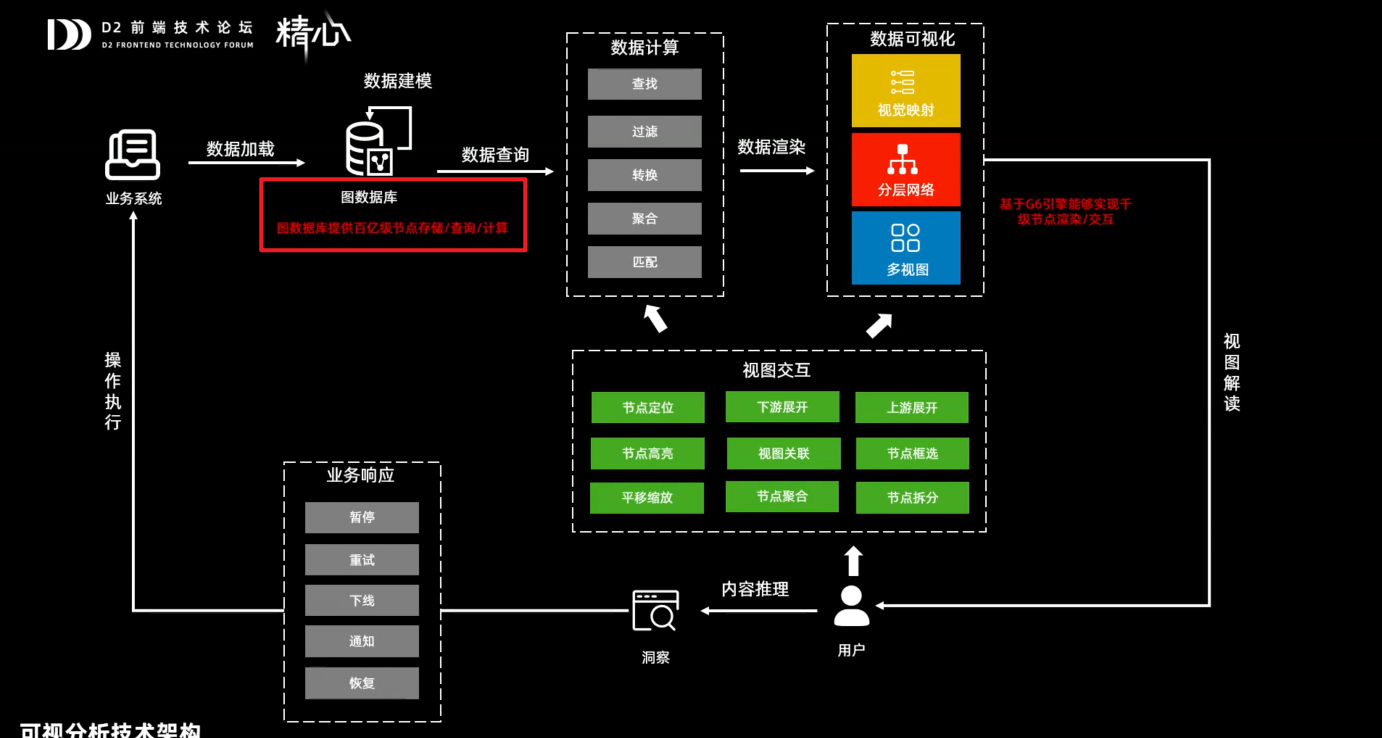 D2 前端技术论坛
D2 FRONTEND TECHNOLOGY FORUM
精心
数据建模
业务系统
数据加载
图数据库
图数据库提供百亿级节点存储/查询/计算
数据查询
数据计算
查找
过滤
转换
聚合
匹配
数据渲染
数据可视化
视觉映射
分层网络
多视图
基于G6引擎能够实现千
级节点渲染/交互
视图解读
视图交互
节点定位
下游展开
上游展开
节点高亮
视图关联
节点框选
平移缩放
节点聚合
节点拆分
用户
内容推理
洞察
业务响应
暂停
重试
下线
通知
恢复
操作执行
可视分析技术架构